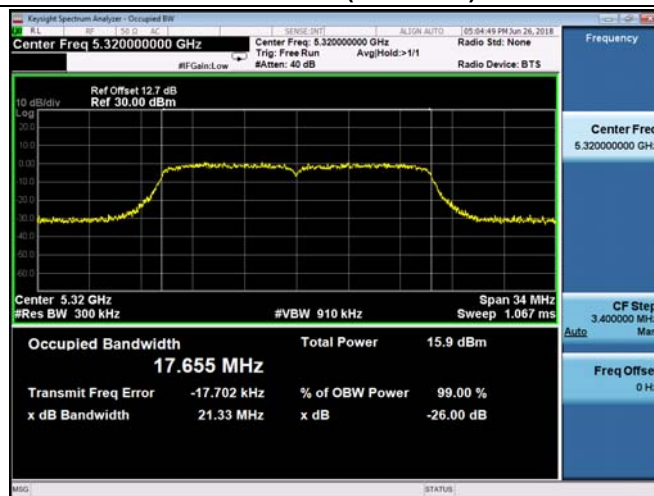 Keysight Spectrum Analyzer - Occupied BW
RL RF 50 Ω AC SENSE:INT ALIGN AUTO 05:04:49 PM Jun 26, 2018
Center Freq 5.320000000 GHz
Center Freq: 5.320000000 GHz
Radio Std: None
Trig: Free Run Avg|Hold:>1/1
#IFGain:Low #Atten: 40 dB Radio Device: BTS
Frequency
Ref Offset 12.7 dB
10 dB/div Ref 30.00 dBm
Log
20.0
10.0
0.00
-10.0
-20.0
-30.0
-40.0
-50.0
-60.0
Center 5.32 GHz Span 34 MHz
#Res BW 300 kHz #VBW 910 kHz Sweep 1.067 ms
Occupied Bandwidth Total Power 15.9 dBm
17.655 MHz
Transmit Freq Error -17.702 kHz % of OBW Power 99.00 %
x dB Bandwidth 21.33 MHz x dB -26.00 dB
Center Freq
5.320000000 GH
CF Step
3.400000 MH
Auto Ma
Freq Offse
0 H
MSG STATUS